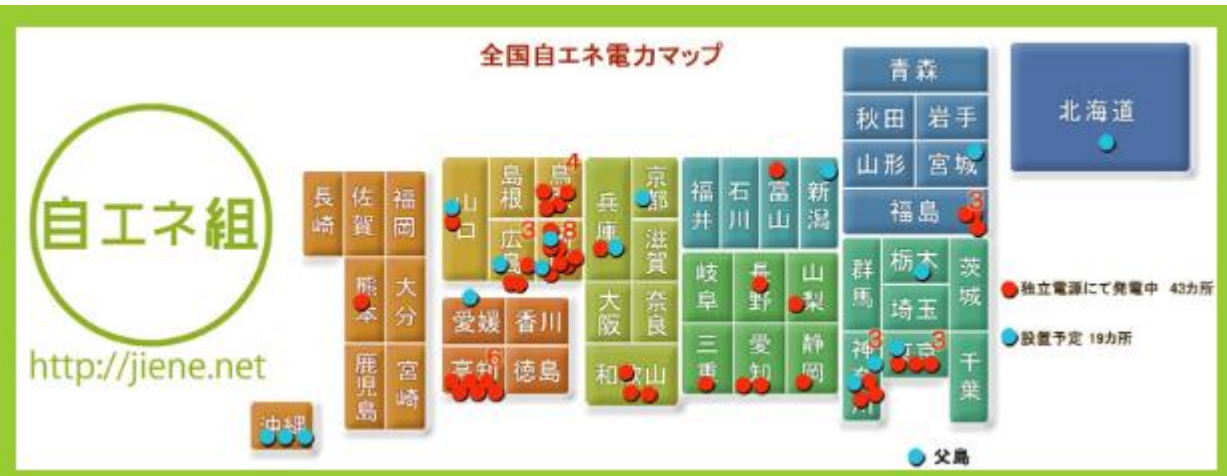 全国自エネ電力マップ
自エネ組
http://jiene.net
北海道
青森
秋田
岩手
山形
宮城
福島
3
長崎
佐賀
福岡
熊本
大分
鹿児島
宮崎
沖縄
山口
島根
4
広島
3
8
愛媛
香川
高知
6
徳島
兵庫
京都
滋賀
大阪
奈良
和歌山
福井
石川
富山
新潟
岐阜
長野
山梨
三重
愛知
静岡
群馬
栃木
茨城
埼玉
神奈川
3
東京
3
千葉
独立電源にて発電中 43カ所
設置予定 19カ所
父島